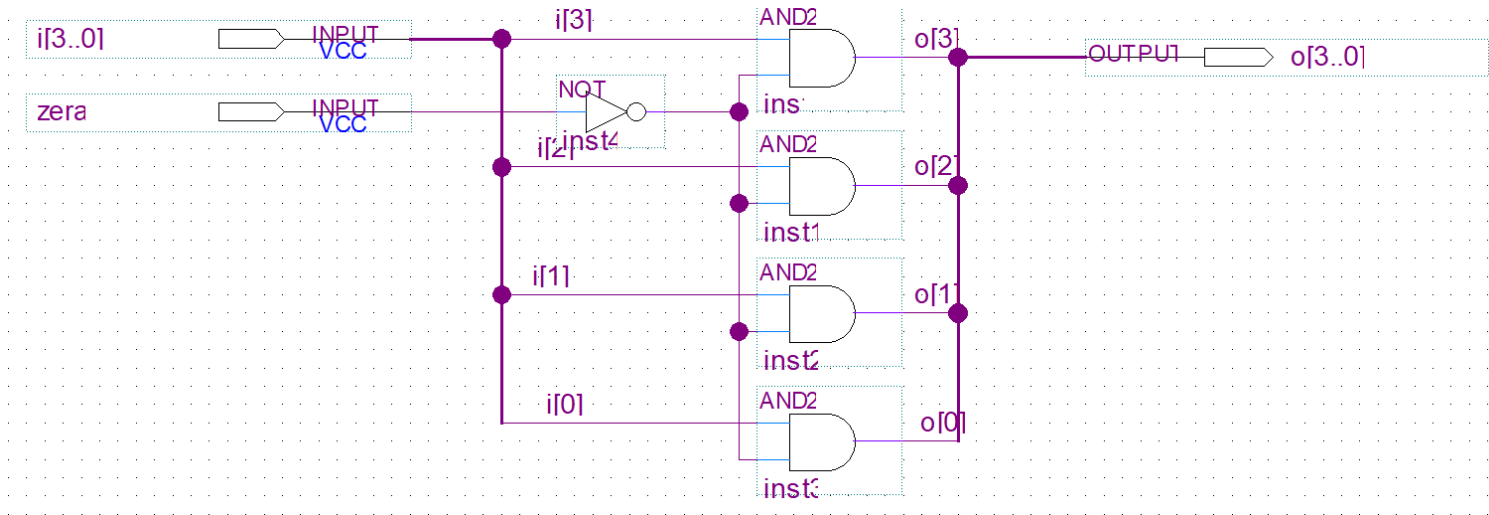 i[3..0]
INPUT
VCC
i[3]
AND2
o[3]
OUTPUT
o[3..0]
zera
INPUT
VCC
NOT
inst4
inst
i[2]
AND2
o[2]
inst1
i[1]
AND2
o[1]
inst2
i[0]
AND2
o[0]
inst3